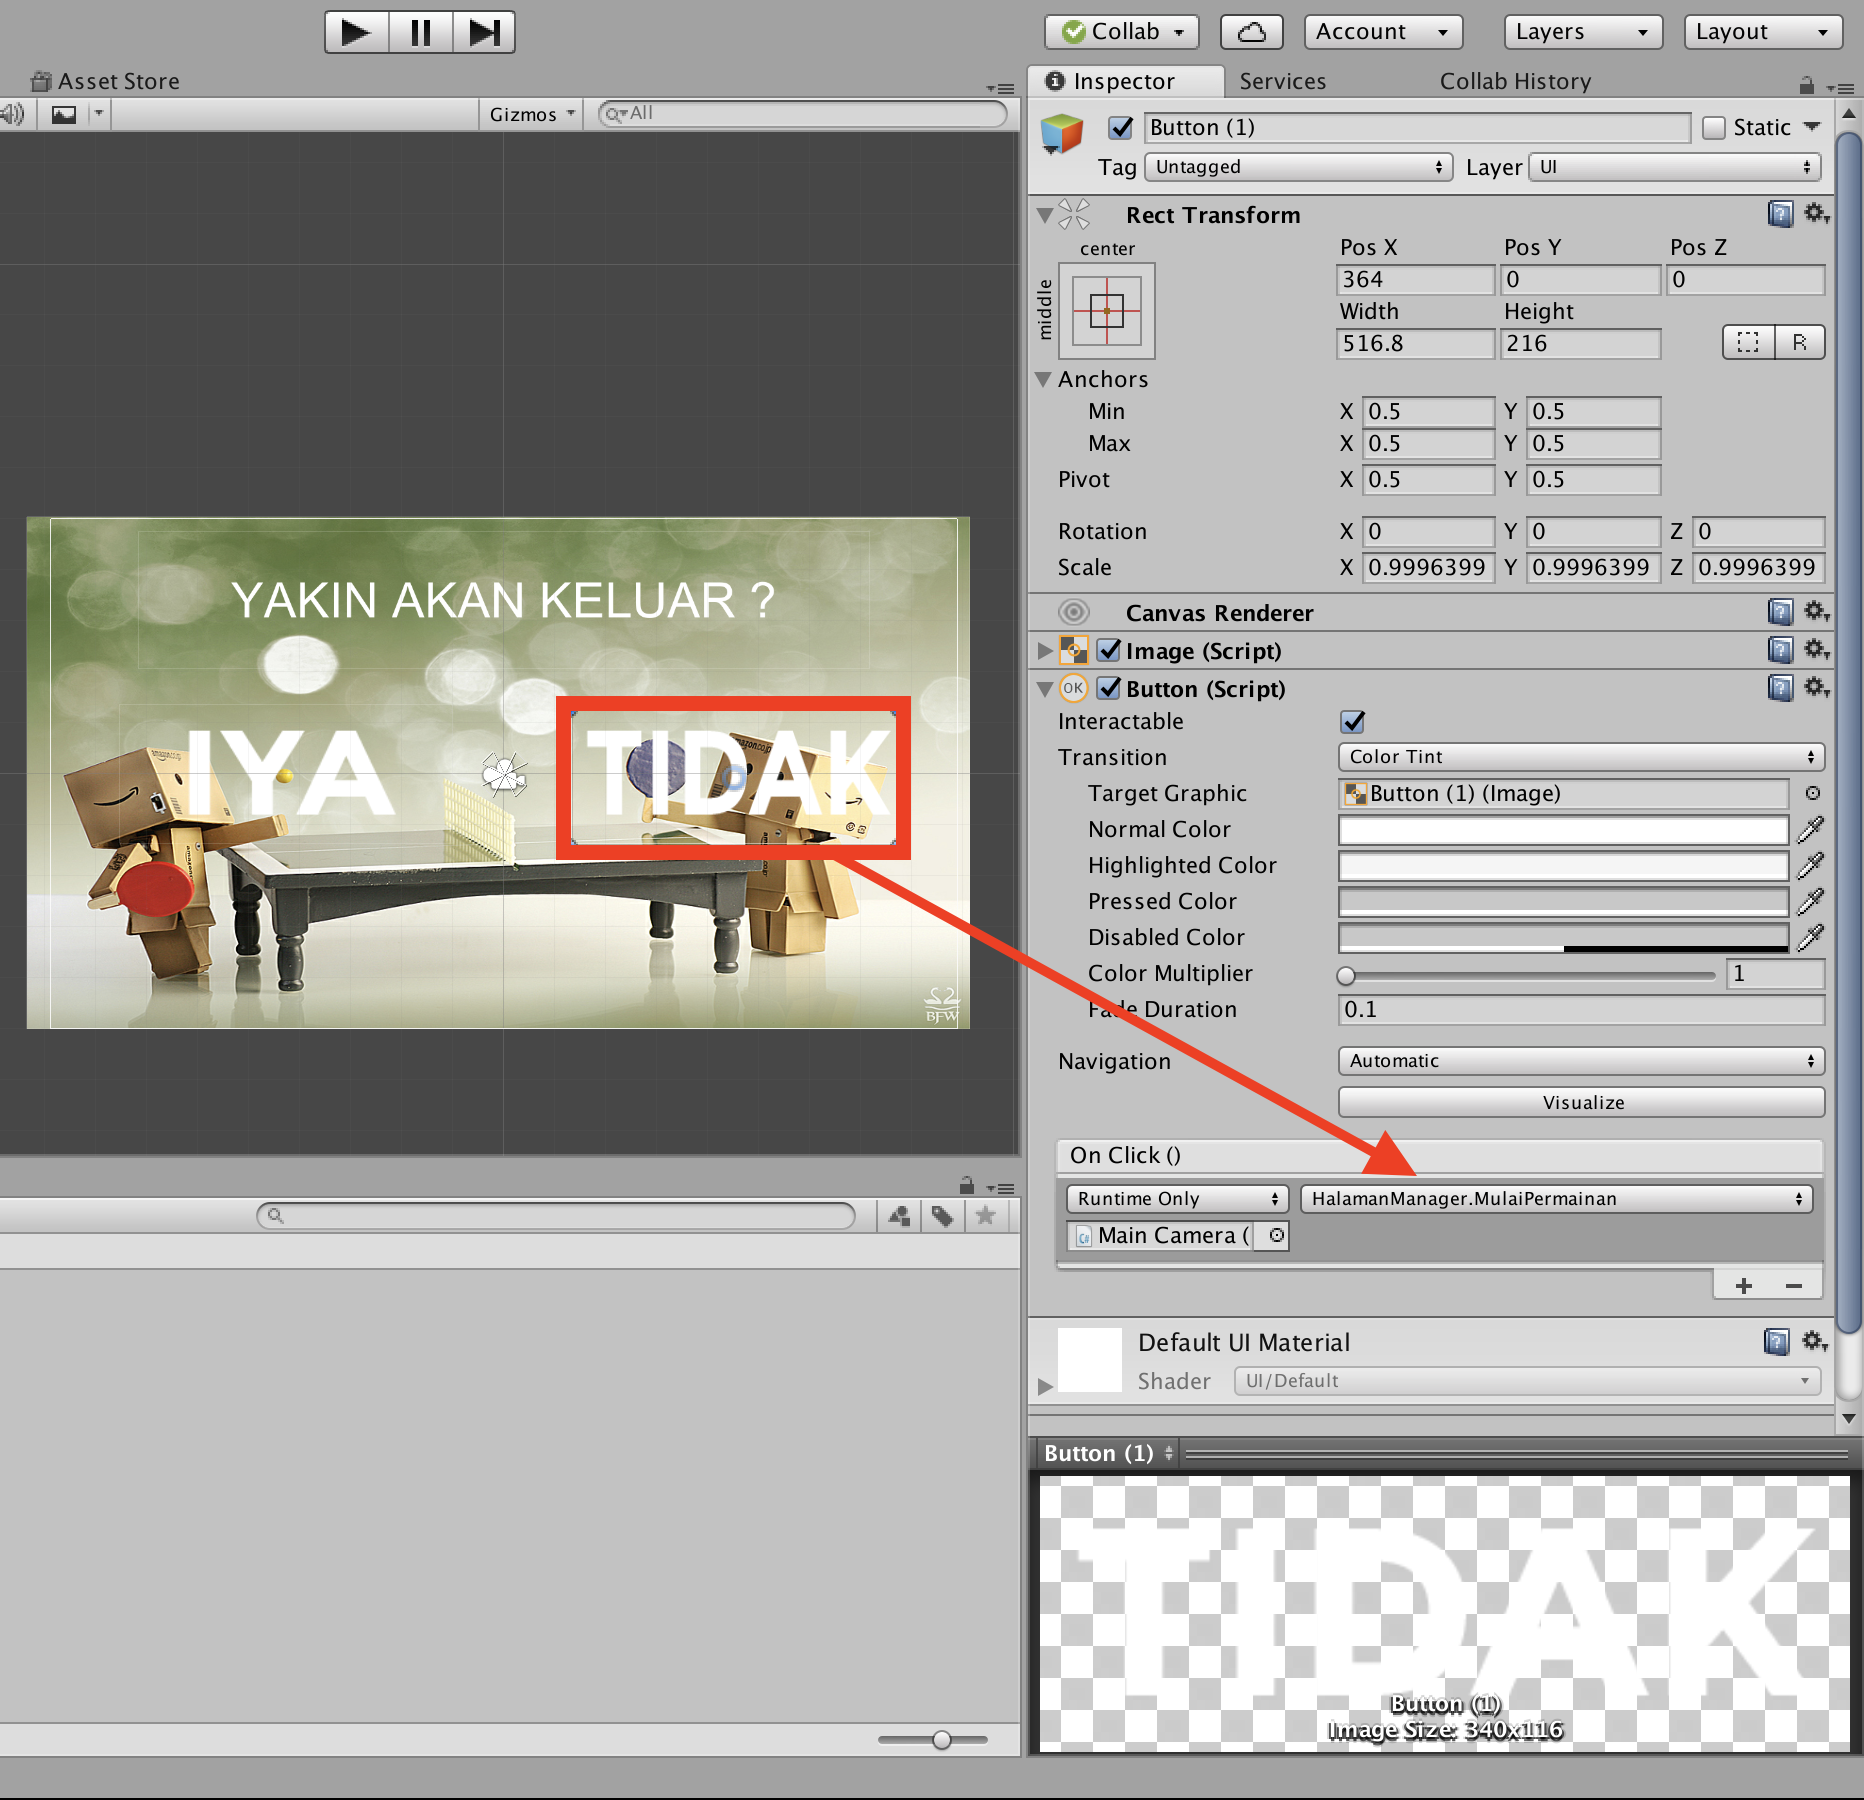 Collab
Account
Layers
Layout
Asset Store
Gizmos
All
Inspector
Services
Collab History
Button (1)
Static
Tag
Untagged
Layer
UI
Rect Transform
center
middle
Pos X
Pos Y
Pos Z
364
0
0
Width
Height
516.8
216
R
Anchors
Min
X 0.5
Y 0.5
Max
X 0.5
Y 0.5
Pivot
X 0.5
Y 0.5
Rotation
X 0
Y 0
Z 0
Scale
X 0.9996399
Y 0.9996399
Z 0.9996399
Canvas Renderer
Image (Script)
OK
Button (Script)
Interactable
Transition
Color Tint
Target Graphic
Button (1) (Image)
Normal Color
Highlighted Color
Pressed Color
Disabled Color
Color Multiplier
1
Fade Duration
0.1
Navigation
Automatic
Visualize
On Click ()
Runtime Only
HalamanManager.MulaiPermainan
C#
Main Camera (
Default UI Material
Shader
UI/Default
Button (1)
TIDAK
Button (1)
Image Size: 340x116
YAKIN AKAN KELUAR ?
IYA
TIDAK
BFW